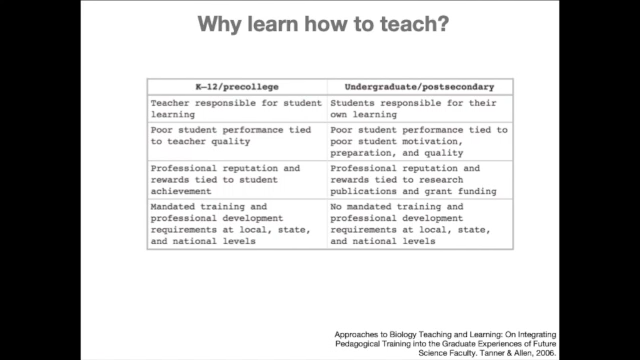 Why learn how to teach?
K–12/precollege
Undergraduate/postsecondary
Teacher responsible for student
learning
Students responsible for their
own learning
Poor student performance tied
to teacher quality
Poor student performance tied to
poor student motivation,
preparation, and quality
Professional reputation and
rewards tied to student
achievement
Professional reputation and
rewards tied to research
publications and grant funding
Mandated training and
professional development
requirements at local, state,
and national levels
No mandated training and
professional development
requirements at local, state,
and national levels
Approaches to Biology Teaching and Learning: On Integrating
Pedagogical Training into the Graduate Experiences of Future
Science Faculty. Tanner & Allen, 2006.